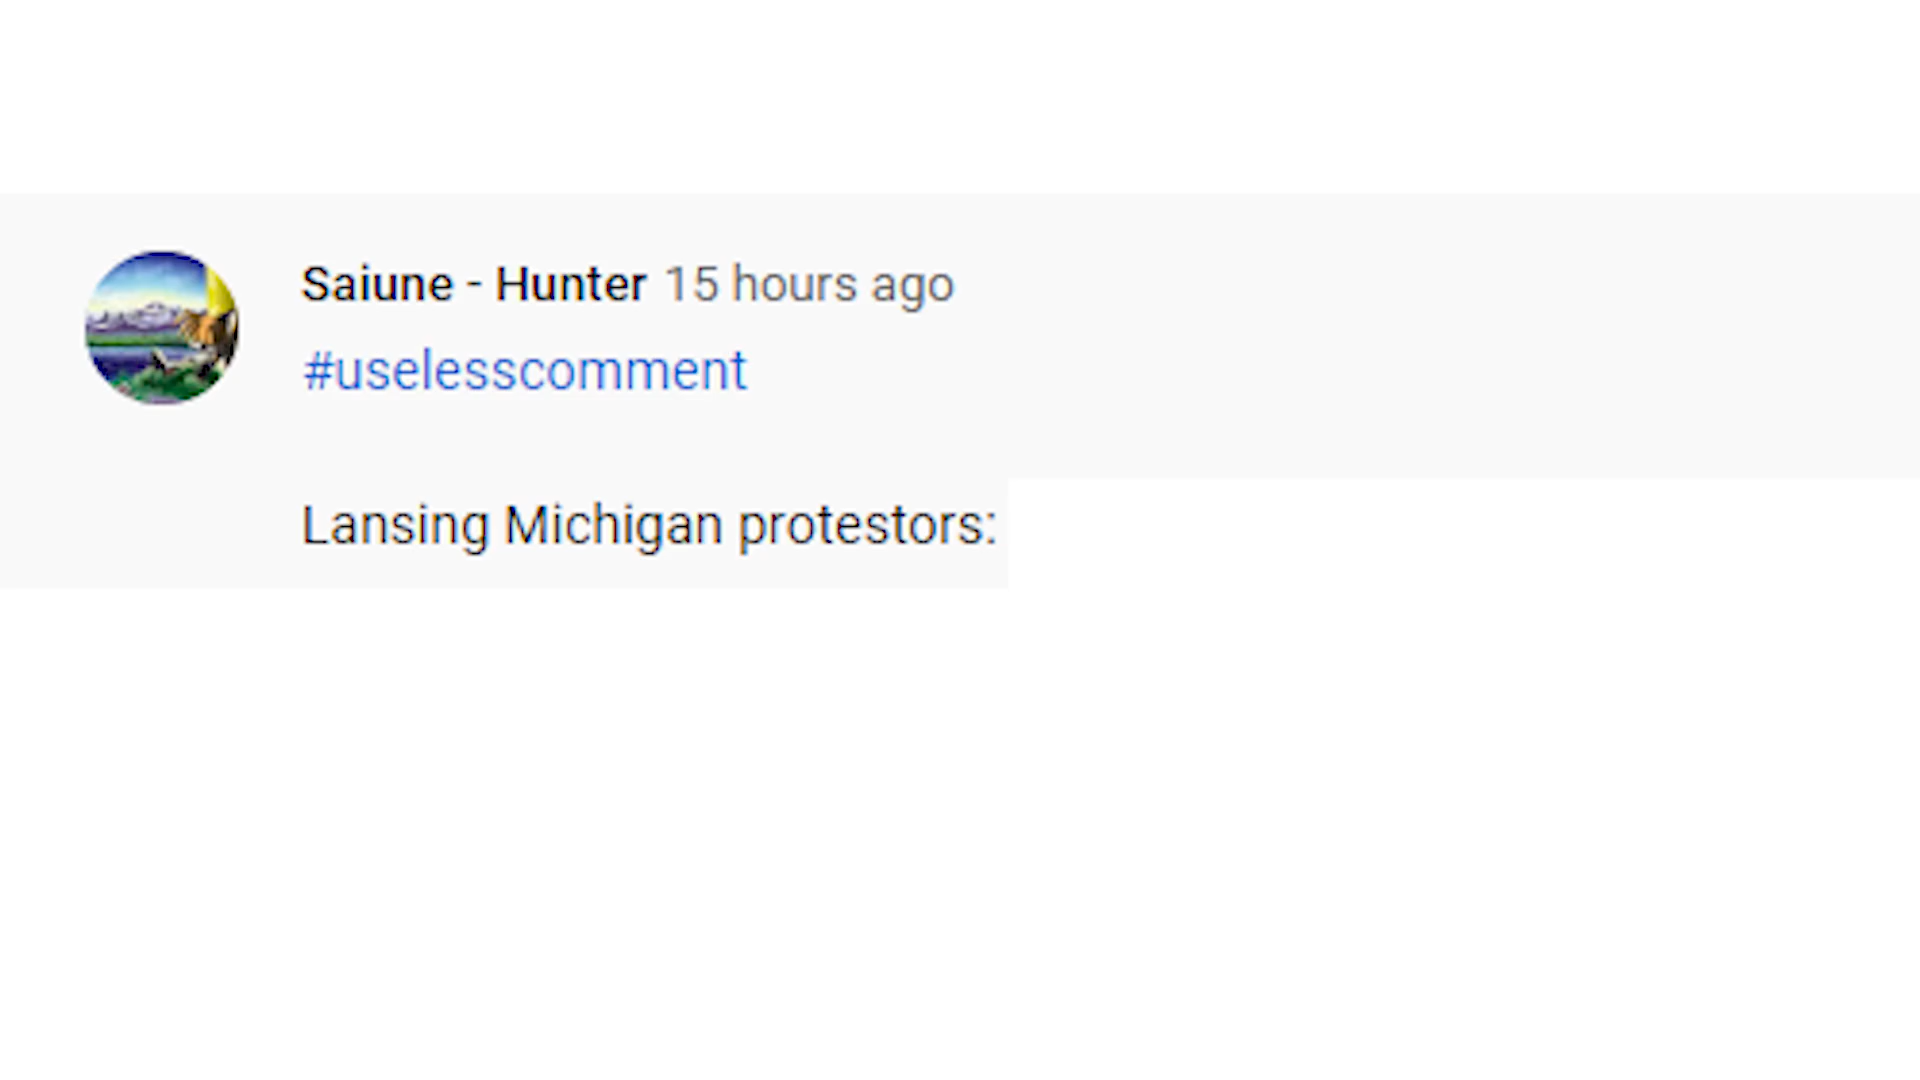 Saiune - Hunter 15 hours ago
#uselesscomment
Lansing Michigan protestors: